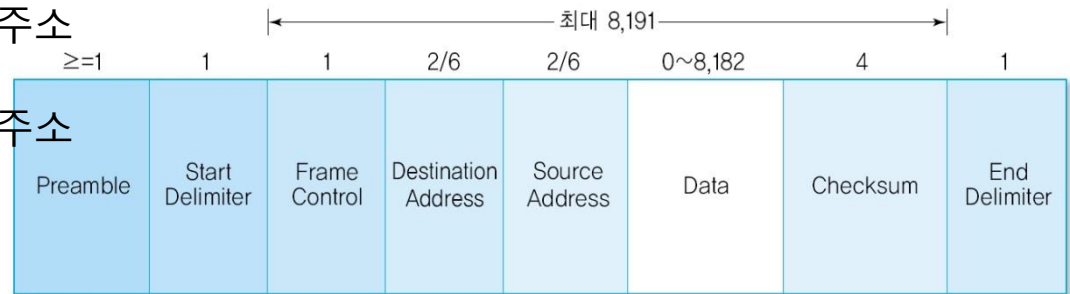 주소
최대 8,191
≥=1 1 1 2/6 2/6 0~8,182 4 1
주소
Preamble
Start
Delimiter
Frame
Control
Destination
Address
Source
Address
Data
Checksum
End
Delimiter